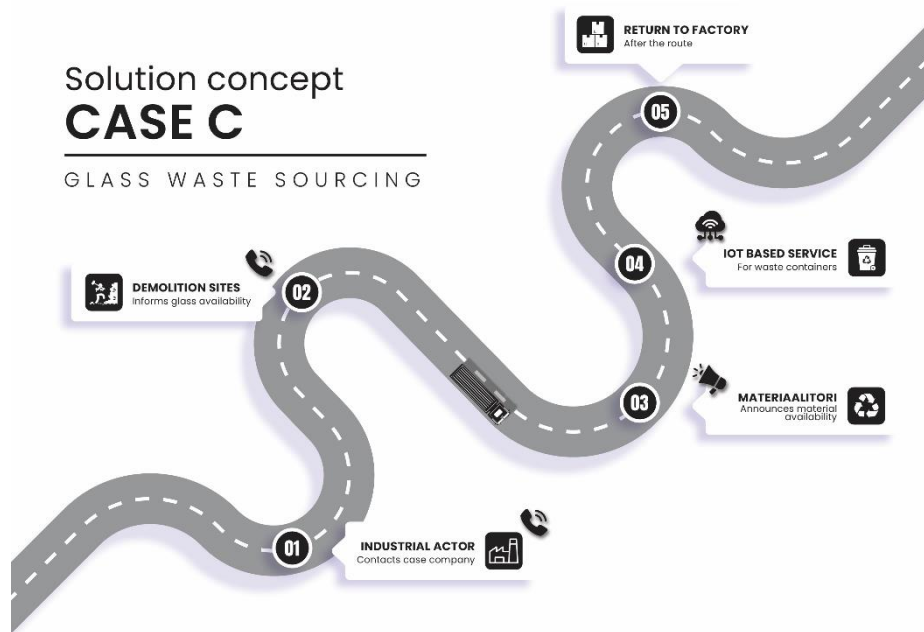 Solution concept
CASE C
GLASS WASTE SOURCING
01
INDUSTRIAL ACTOR
Contacts case company
02
DEMOLITION SITES
Informs glass availability
03
MATERIAALITORI
Announces material
availability
04
IOT BASED SERVICE
For waste containers
05
RETURN TO FACTORY
After the route